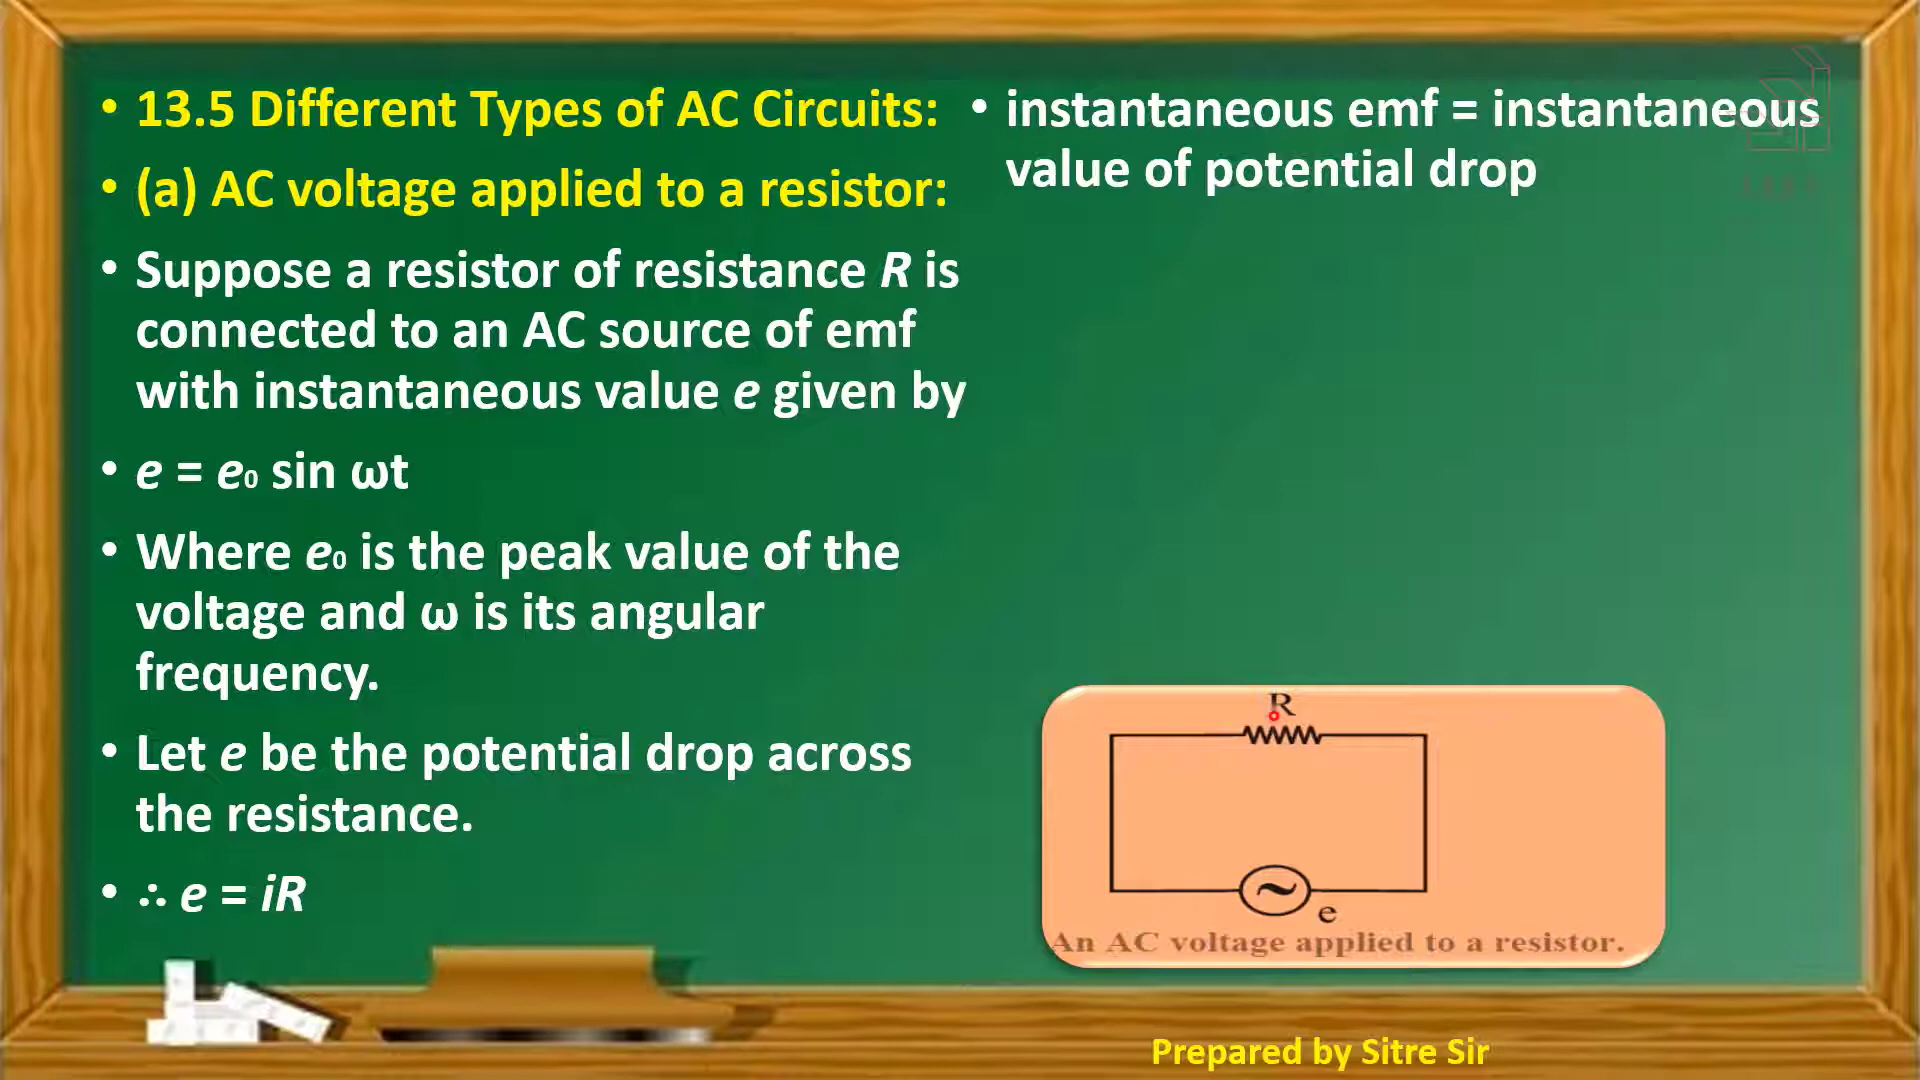 • 13.5 Different Types of AC Circuits:
• (a) AC voltage applied to a resistor:
• Suppose a resistor of resistance R is
connected to an AC source of emf
with instantaneous value e given by
• e = e₀ sin ωt
• Where e₀ is the peak value of the
voltage and ω is its angular
frequency.
• Let e be the potential drop across
the resistance.
• ∴ e = iR
• instantaneous emf = instantaneous
value of potential drop
R
e
An AC voltage applied to a resistor.
Prepared by Sitre Sir